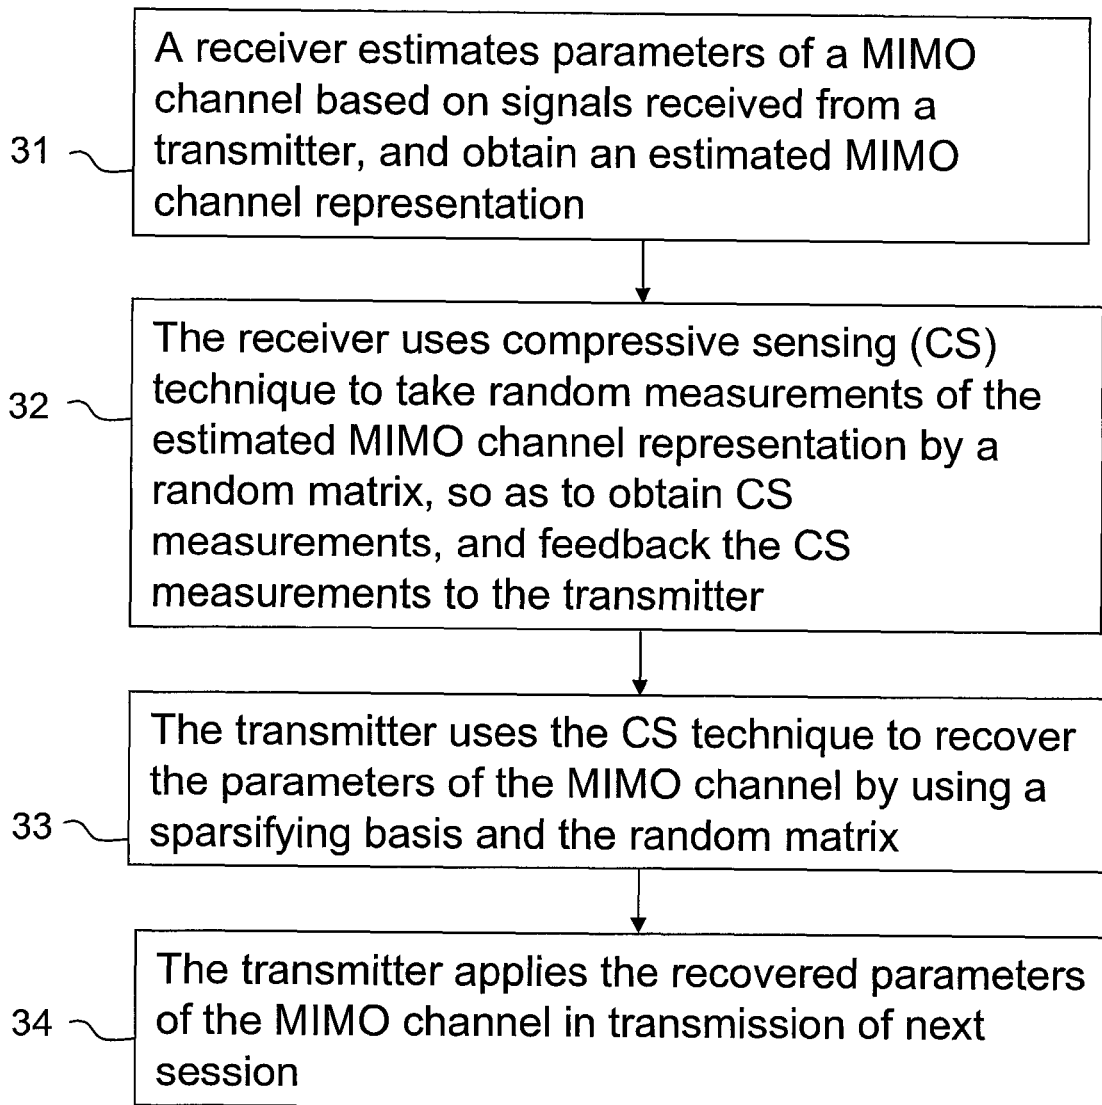 A receiver estimates parameters of a MIMO
channel based on signals received from a
transmitter, and obtain an estimated MIMO
channel representation
31
The receiver uses compressive sensing (CS)
technique to take random measurements of the
estimated MIMO channel representation by a
random matrix, so as to obtain CS
measurements, and feedback the CS
measurements to the transmitter
32
The transmitter uses the CS technique to recover
the parameters of the MIMO channel by using a
sparsifying basis and the random matrix
33
The transmitter applies the recovered parameters
of the MIMO channel in transmission of next
session
34